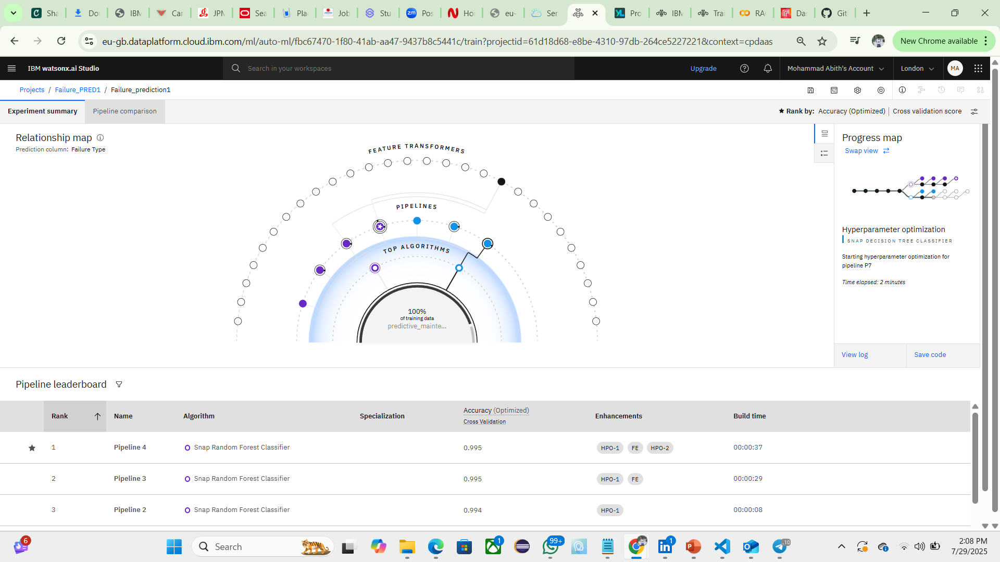 Sha
Dov
IBM
Car
JPM
Sea
Pla
Job
Stu
zm Pos
Ho
eu-
Ser
Pro
IBM
Trai
RAG
Das
Git
eu-gb.dataplatform.cloud.ibm.com/ml/auto-ml/fbc67470-1f80-41ab-aa47-9437b8c5441c/train?projectid=61d18d68-e8be-4310-97db-264ce5227221&context=cpdaas
New Chrome available
IBM watsonx.ai Studio
Search in your workspaces
Upgrade
Mohammad Abith's Account
London
MA
Projects / Failure_PRED1 / Failure_prediction1
Experiment summary
Pipeline comparison
Rank by: Accuracy (Optimized) | Cross validation score
Relationship map
Prediction column: Failure Type
FEATURE TRANSFORMERS
PIPELINES
TOP ALGORITHMS
100%
of training data
predictive_mainte...
Progress map
Swap view
Hyperparameter optimization
SNAP DECISION TREE CLASSIFIER
Starting hyperparameter optimization for
pipeline P7
Time elapsed: 2 minutes
View log
Save code
Pipeline leaderboard
Rank
Name
Algorithm
Specialization
Accuracy (Optimized)
Cross Validation
Enhancements
Build time
1 Pipeline 4 Snap Random Forest Classifier 0.995 HPO-1 FE HPO-2 00:00:37
2 Pipeline 3 Snap Random Forest Classifier 0.995 HPO-1 FE 00:00:29
3 Pipeline 2 Snap Random Forest Classifier 0.994 HPO-1 00:00:08
6
Search
1
99+
1
10
2:08 PM
7/29/2025